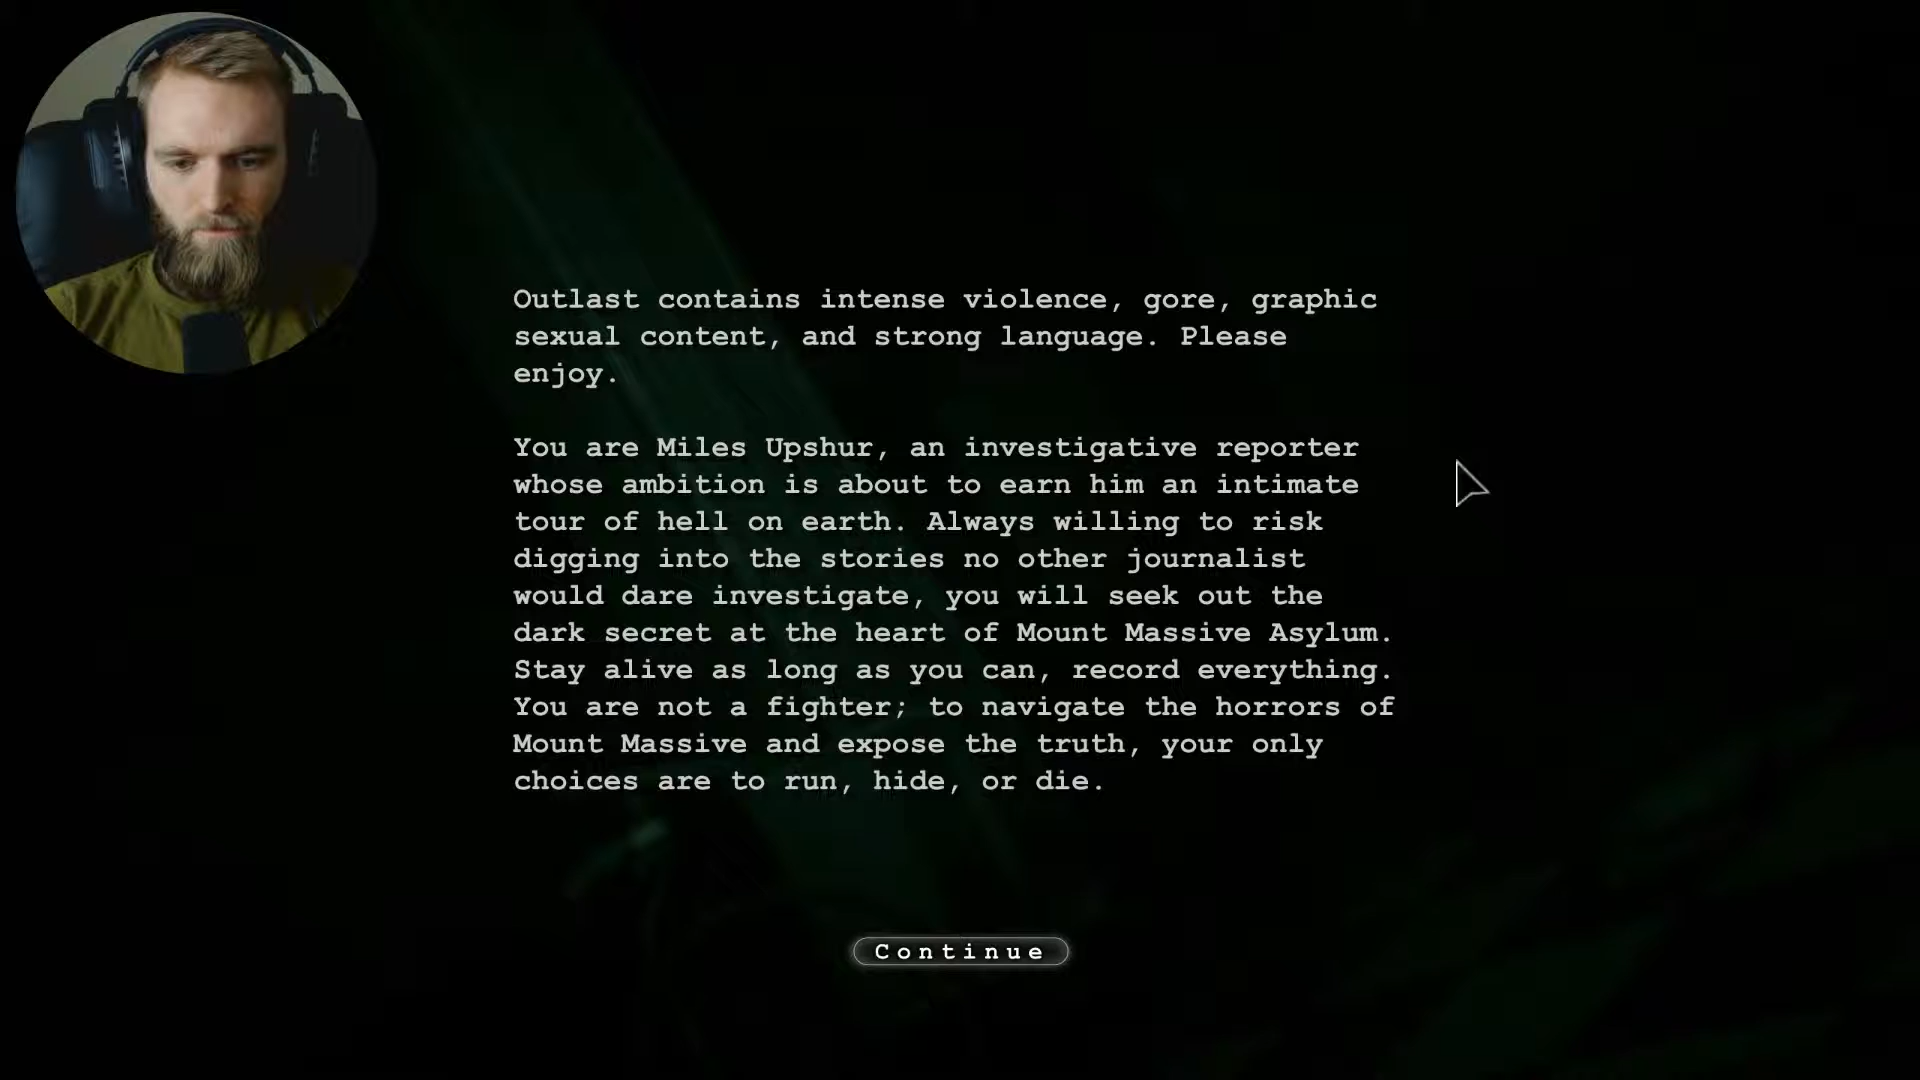 Outlast contains intense violence, gore, graphic
sexual content, and strong language. Please
enjoy.
You are Miles Upshur, an investigative reporter
whose ambition is about to earn him an intimate
tour of hell on earth. Always willing to risk
digging into the stories no other journalist
would dare investigate, you will seek out the
dark secret at the heart of Mount Massive Asylum.
Stay alive as long as you can, record everything.
You are not a fighter; to navigate the horrors of
Mount Massive and expose the truth, your only
choices are to run, hide, or die.
Continue